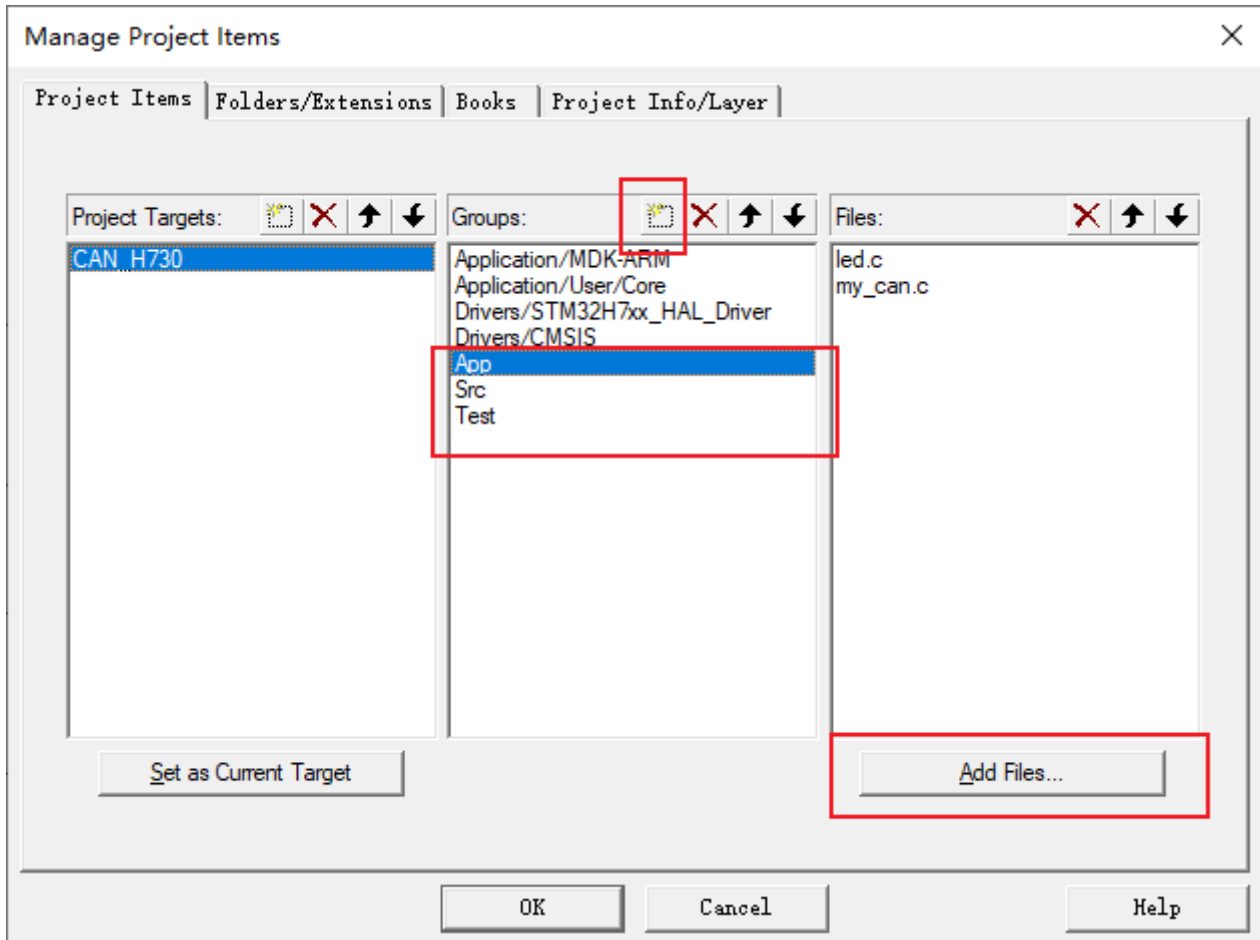 Manage Project Items
Project Items Folders/Extensions Books Project Info/Layer
Project Targets: Groups: Files:
CAN_H730
Application/MDK-ARM
Application/User/Core
Drivers/STM32H7xx_HAL_Driver
Drivers/CMSIS
App
Src
Test
led.c
my_can.c
Set as Current Target
Add Files...
OK Cancel Help